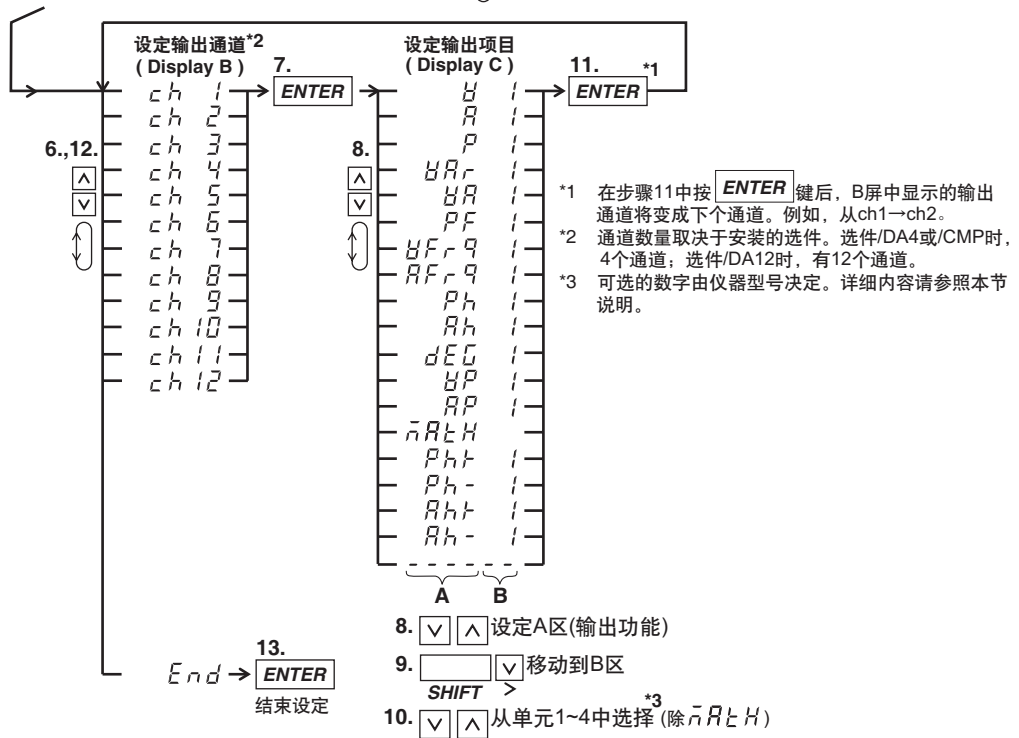 设定输出通道*2
( Display B )
7.
ENTER
设定输出项目
( Display C )
11.
ENTER
*1
6.,12.
ch 1
ch 2
ch 3
ch 4
ch 5
ch 6
ch 7
ch 8
ch 9
ch 10
ch 11
ch 12
8.
V 1
A 1
P 1
VAr 1
VA 1
PF 1
VFrq 1
AFrq 1
Ph 1
Ah 1
dEG 1
VP 1
AP 1
MAtH
Ph+ 1
Ph- 1
Ah+ 1
Ah- 1
- - - - - -
A B
*1 在步骤11中按 ENTER 键后，B屏中显示的输出
通道将变成下个通道。例如，从ch1→ch2。
*2 通道数量取决于安装的选件。选件/DA4或/CMP时，
4个通道；选件/DA12时，有12个通道。
*3 可选的数字由仪器型号决定。详细内容请参照本节
说明。
8. ∨ ∧ 设定A区(输出功能)
9. ∨ 移动到B区
SHIFT >
10. ∨ ∧ 从单元1~4中选择*3 (除MAtH)
End → 13. ENTER
结束设定